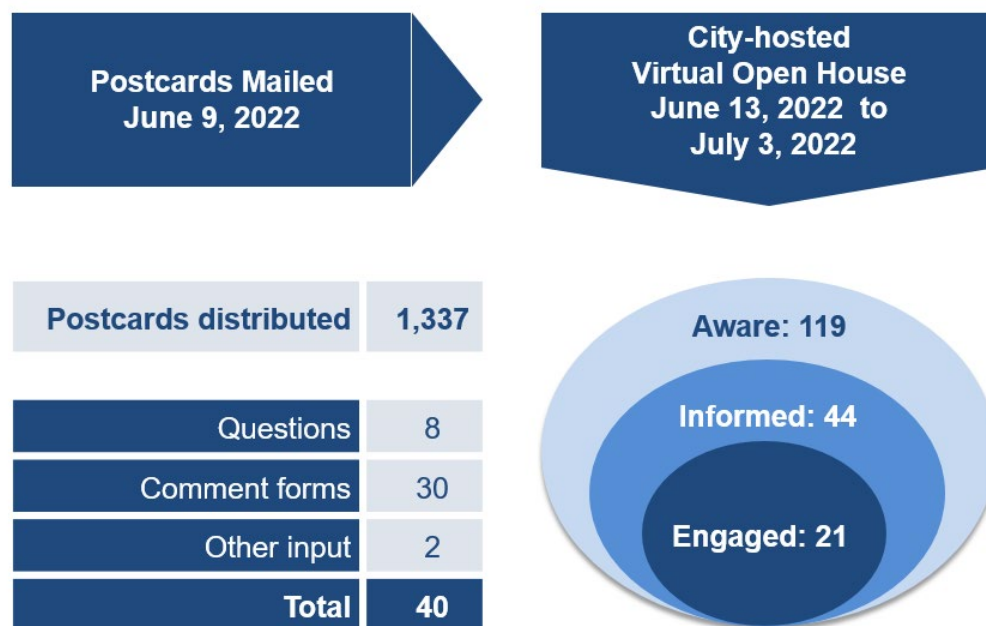 Postcards Mailed
June 9, 2022
City-hosted
Virtual Open House
June 13, 2022 to
July 3, 2022
Postcards distributed 1,337
Questions 8
Comment forms 30
Other input 2
Total 40
Aware: 119
Informed: 44
Engaged: 21